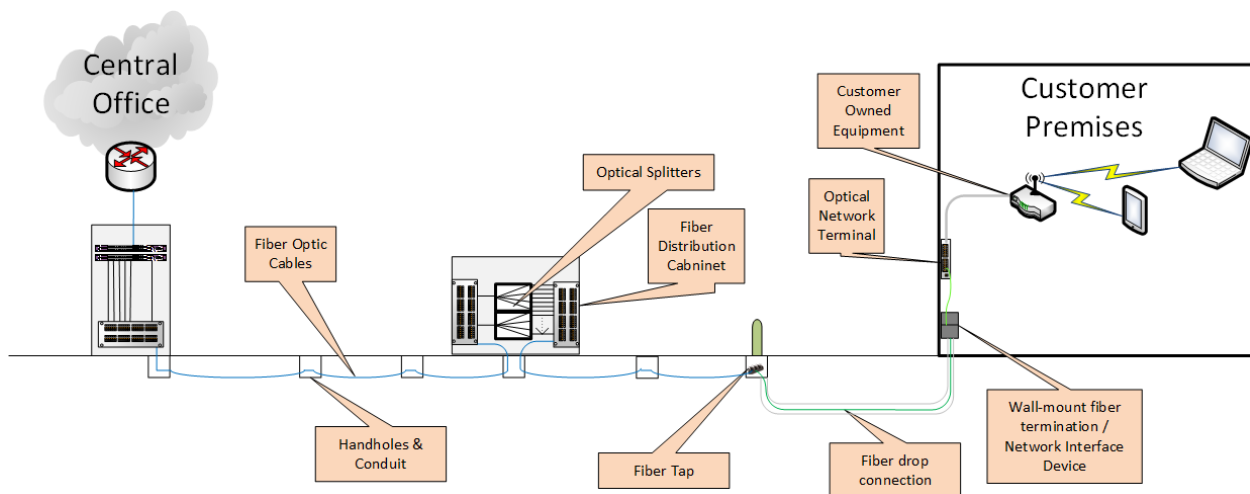 Central
Office
Customer
Owned
Equipment
Customer
Premises
Optical Splitters
Optical
Network
Terminal
Fiber Optic
Cables
Fiber
Distribution
Cabninet
Handholes &
Conduit
Fiber Tap
Fiber drop
connection
Wall-mount fiber
termination /
Network Interface
Device